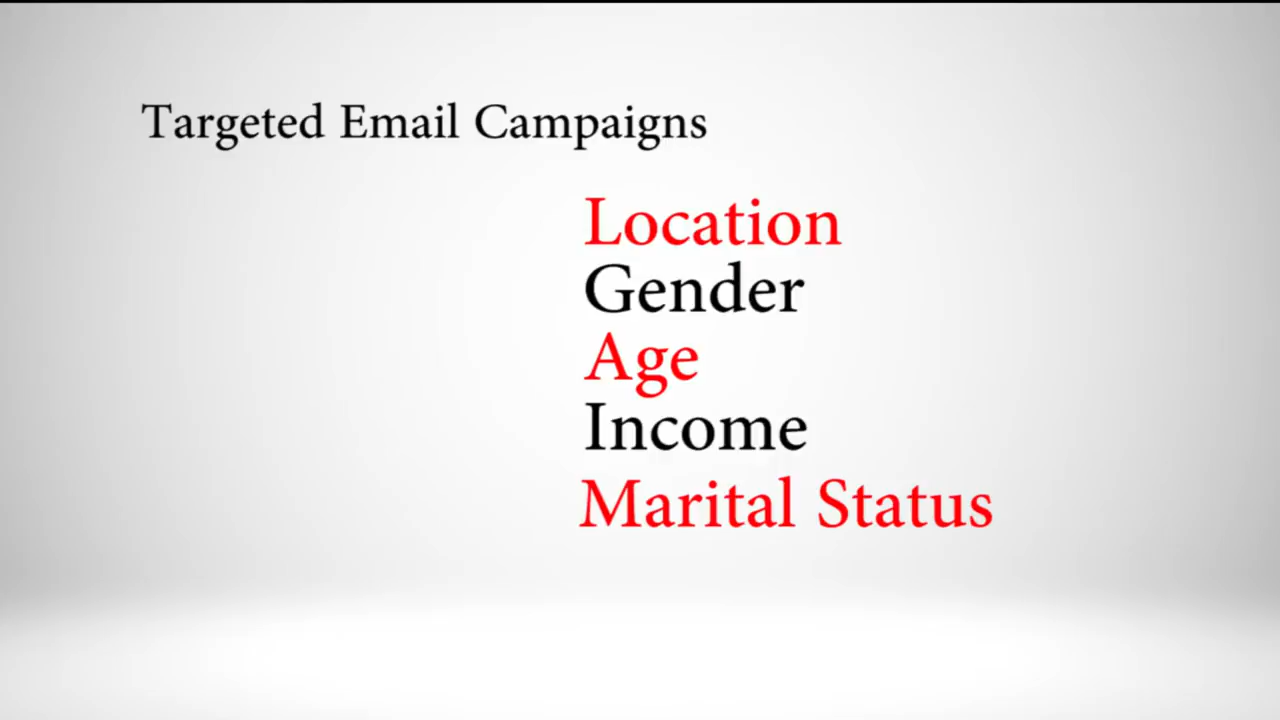 Targeted Email Campaigns
Location
Gender
Age
Income
Marital Status